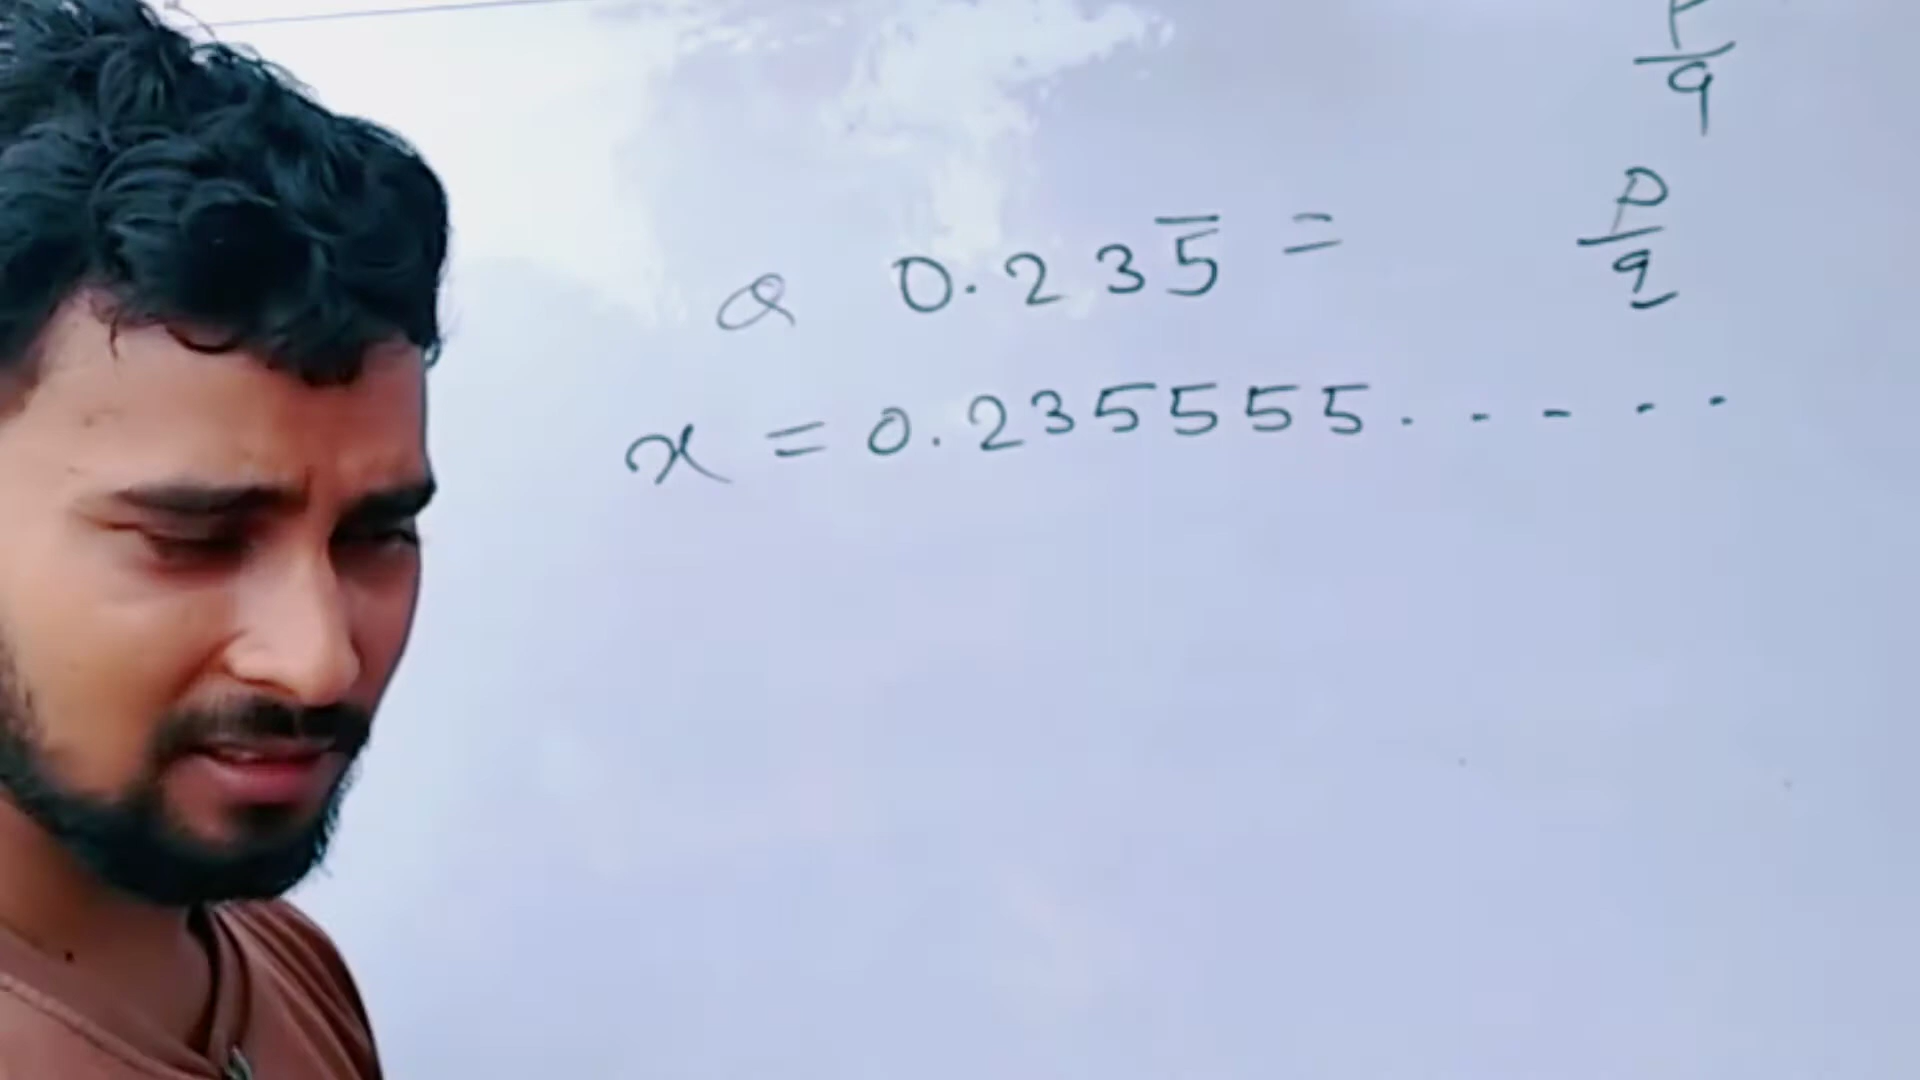 p/q
Q 0.235̅ = p/q
x = 0.235555......